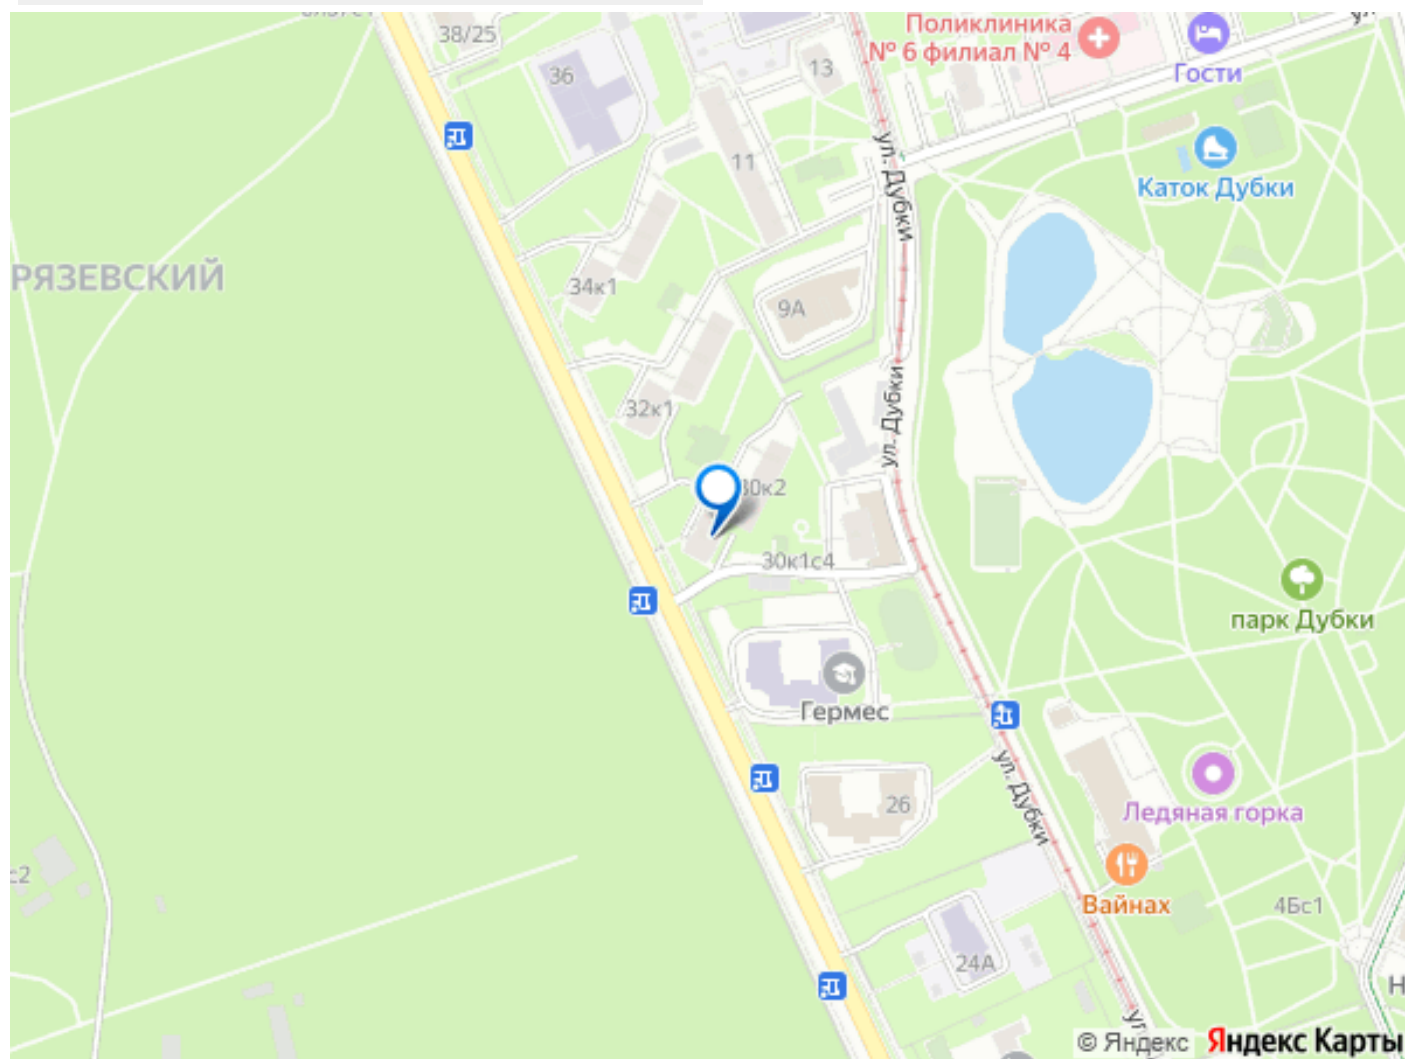 38/25
Поликлиника
№ 6 филиал № 4
Гости
36
13
11
ул. Дубки
Каток Дубки
РЯЗЕВСКИЙ
34к1
9А
32к1
ул. Дубки
30к2
30к1с4
парк Дубки
Гермес
ул. Дубки
26
Ледяная горка
Вайнах
4Бс1
с2
24А
Н
ул
© Яндекс Яндекс Карты